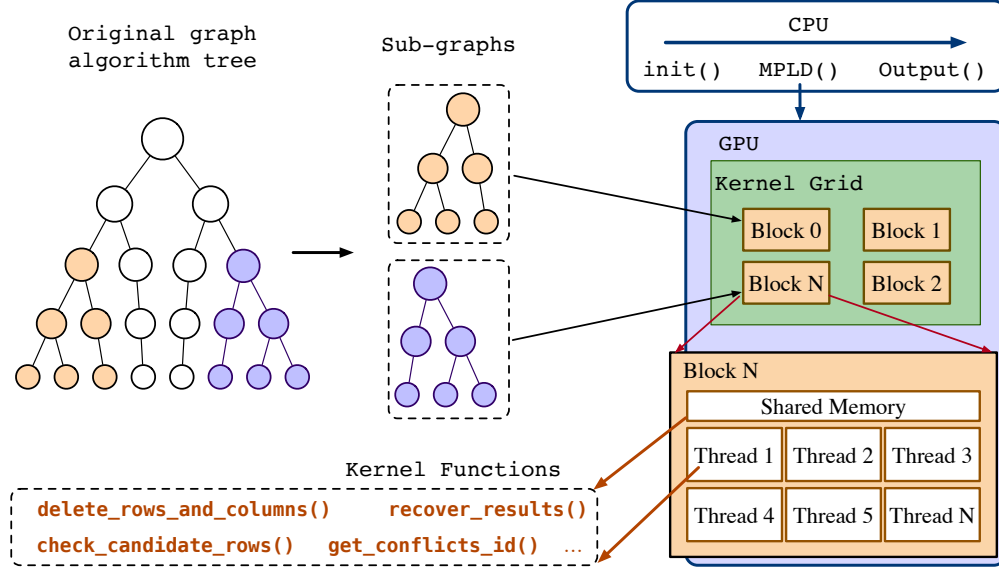 Original graph
algorithm tree
Sub-graphs
CPU
init() MPLD() Output()
GPU
Kernel Grid
Block 0 Block 1
Block N Block 2
Block N
Shared Memory
Thread 1 Thread 2 Thread 3
Thread 4 Thread 5 Thread N
Kernel Functions
delete_rows_and_columns() recover_results()
check_candidate_rows() get_conflicts_id() ...